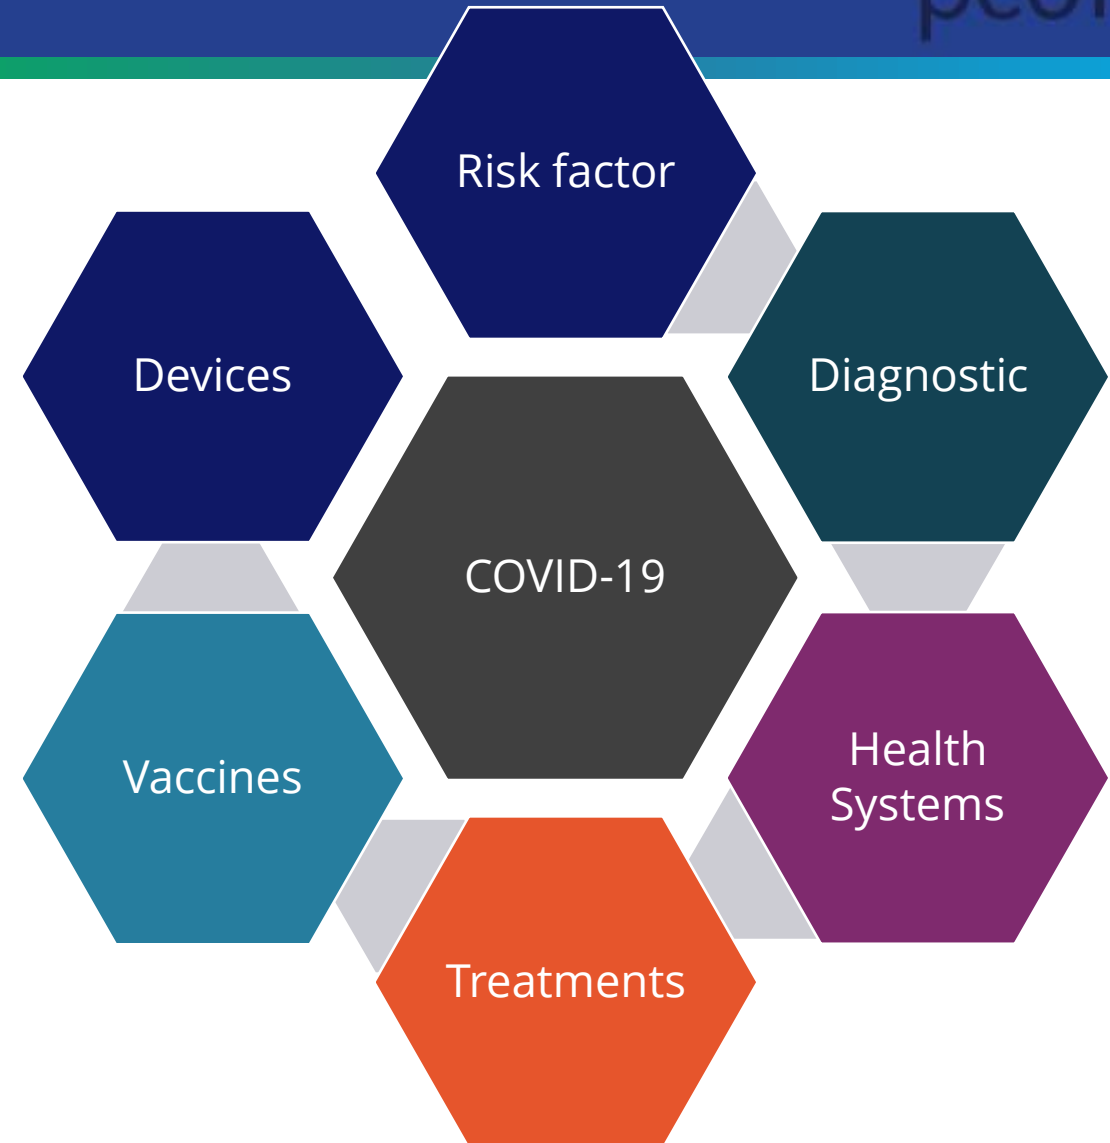 Risk factor
Devices
Diagnostic
COVID-19
Vaccines
Health
Systems
Treatments